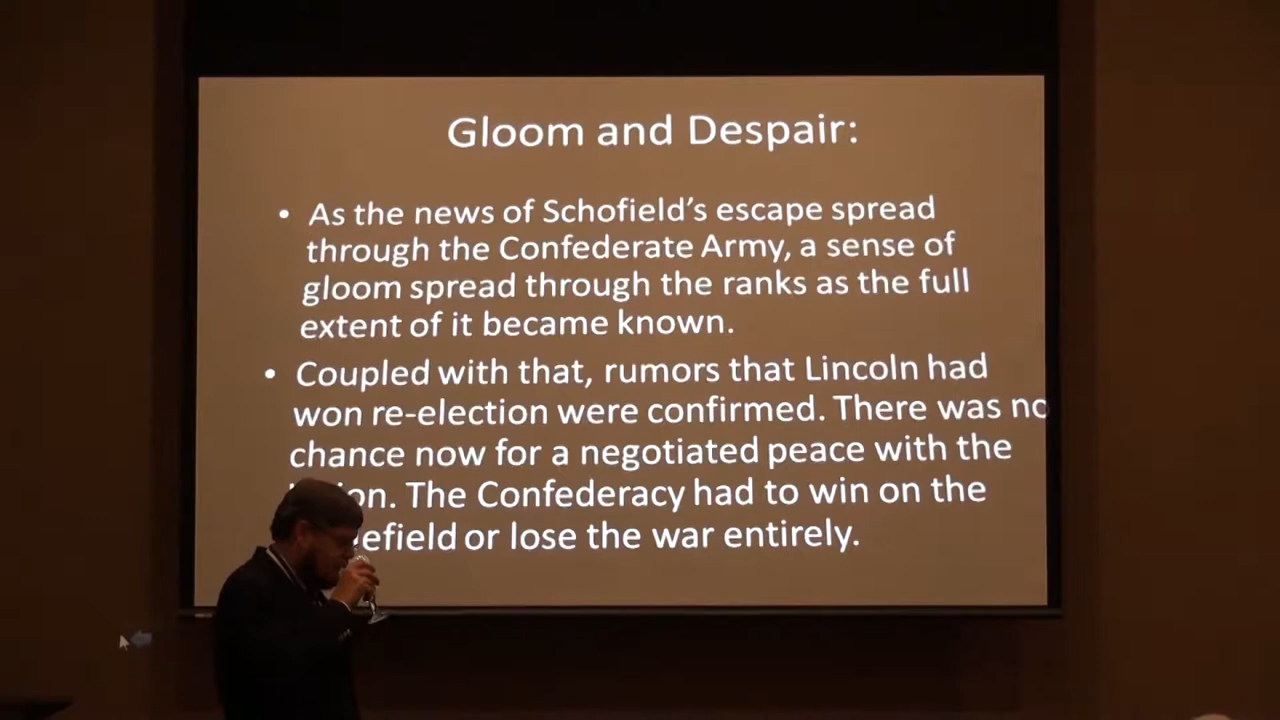 Gloom and Despair:
• As the news of Schofield’s escape spread
through the Confederate Army, a sense of
gloom spread through the ranks as the full
extent of it became known.
• Coupled with that, rumors that Lincoln had
won re-election were confirmed. There was no
chance now for a negotiated peace with the
The Confederacy had to win on the
or lose the war entirely.